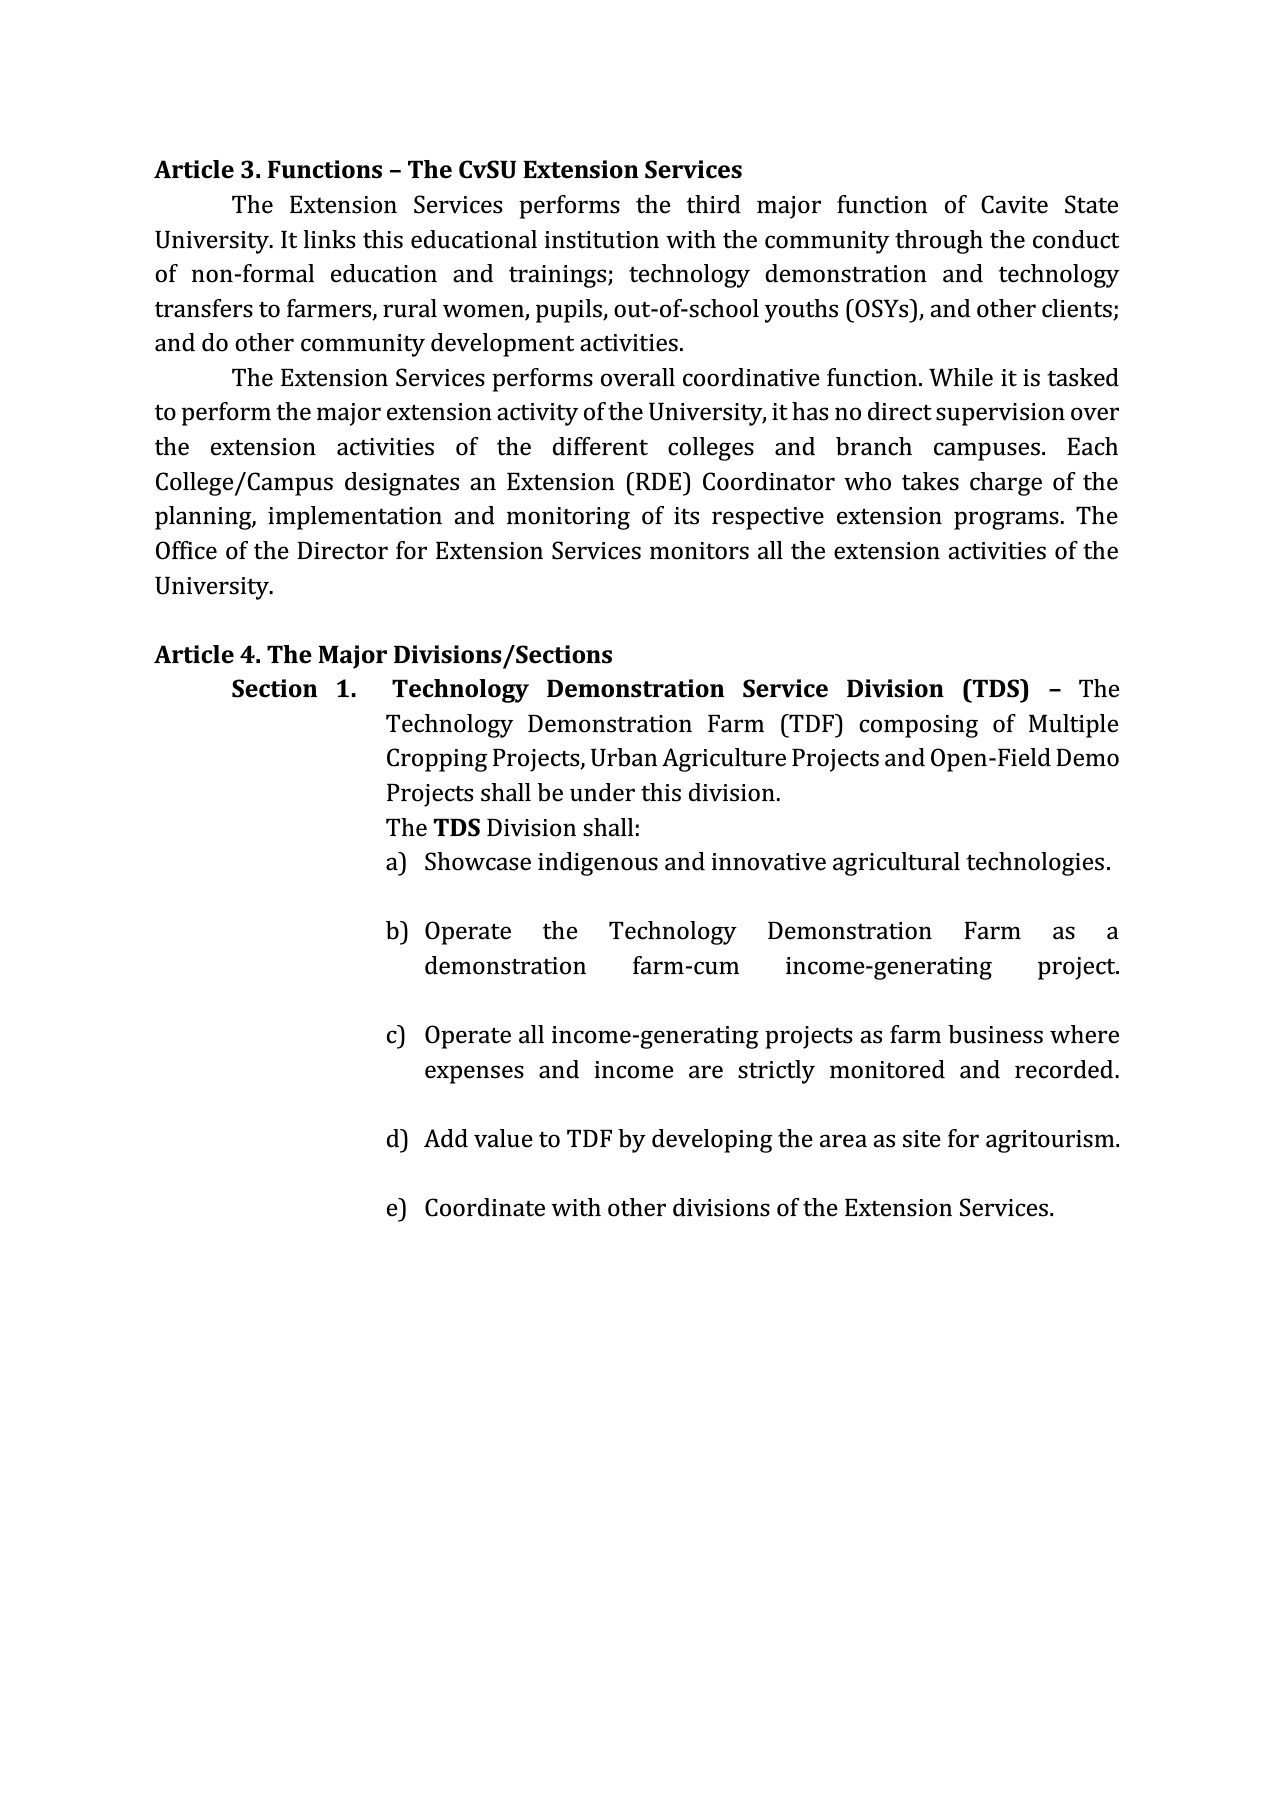 Article 3. Functions – The CvSU Extension Services
The Extension Services performs the third major function of Cavite State
University. It links this educational institution with the community through the conduct
of non-formal education and trainings; technology demonstration and technology
transfers to farmers, rural women, pupils, out-of-school youths (OSYs), and other clients;
and do other community development activities.
The Extension Services performs overall coordinative function. While it is tasked
to perform the major extension activity of the University, it has no direct supervision over
the extension activities of the different colleges and branch campuses. Each
College/Campus designates an Extension (RDE) Coordinator who takes charge of the
planning, implementation and monitoring of its respective extension programs. The
Office of the Director for Extension Services monitors all the extension activities of the
University.
Article 4. The Major Divisions/Sections
Section 1. Technology Demonstration Service Division (TDS) – The
Technology Demonstration Farm (TDF) composing of Multiple
Cropping Projects, Urban Agriculture Projects and Open-Field Demo
Projects shall be under this division.
The TDS Division shall:
a) Showcase indigenous and innovative agricultural technologies.
b) Operate the Technology Demonstration Farm as a
demonstration farm-cum income-generating project.
c) Operate all income-generating projects as farm business where
expenses and income are strictly monitored and recorded.
d) Add value to TDF by developing the area as site for agritourism.
e) Coordinate with other divisions of the Extension Services.